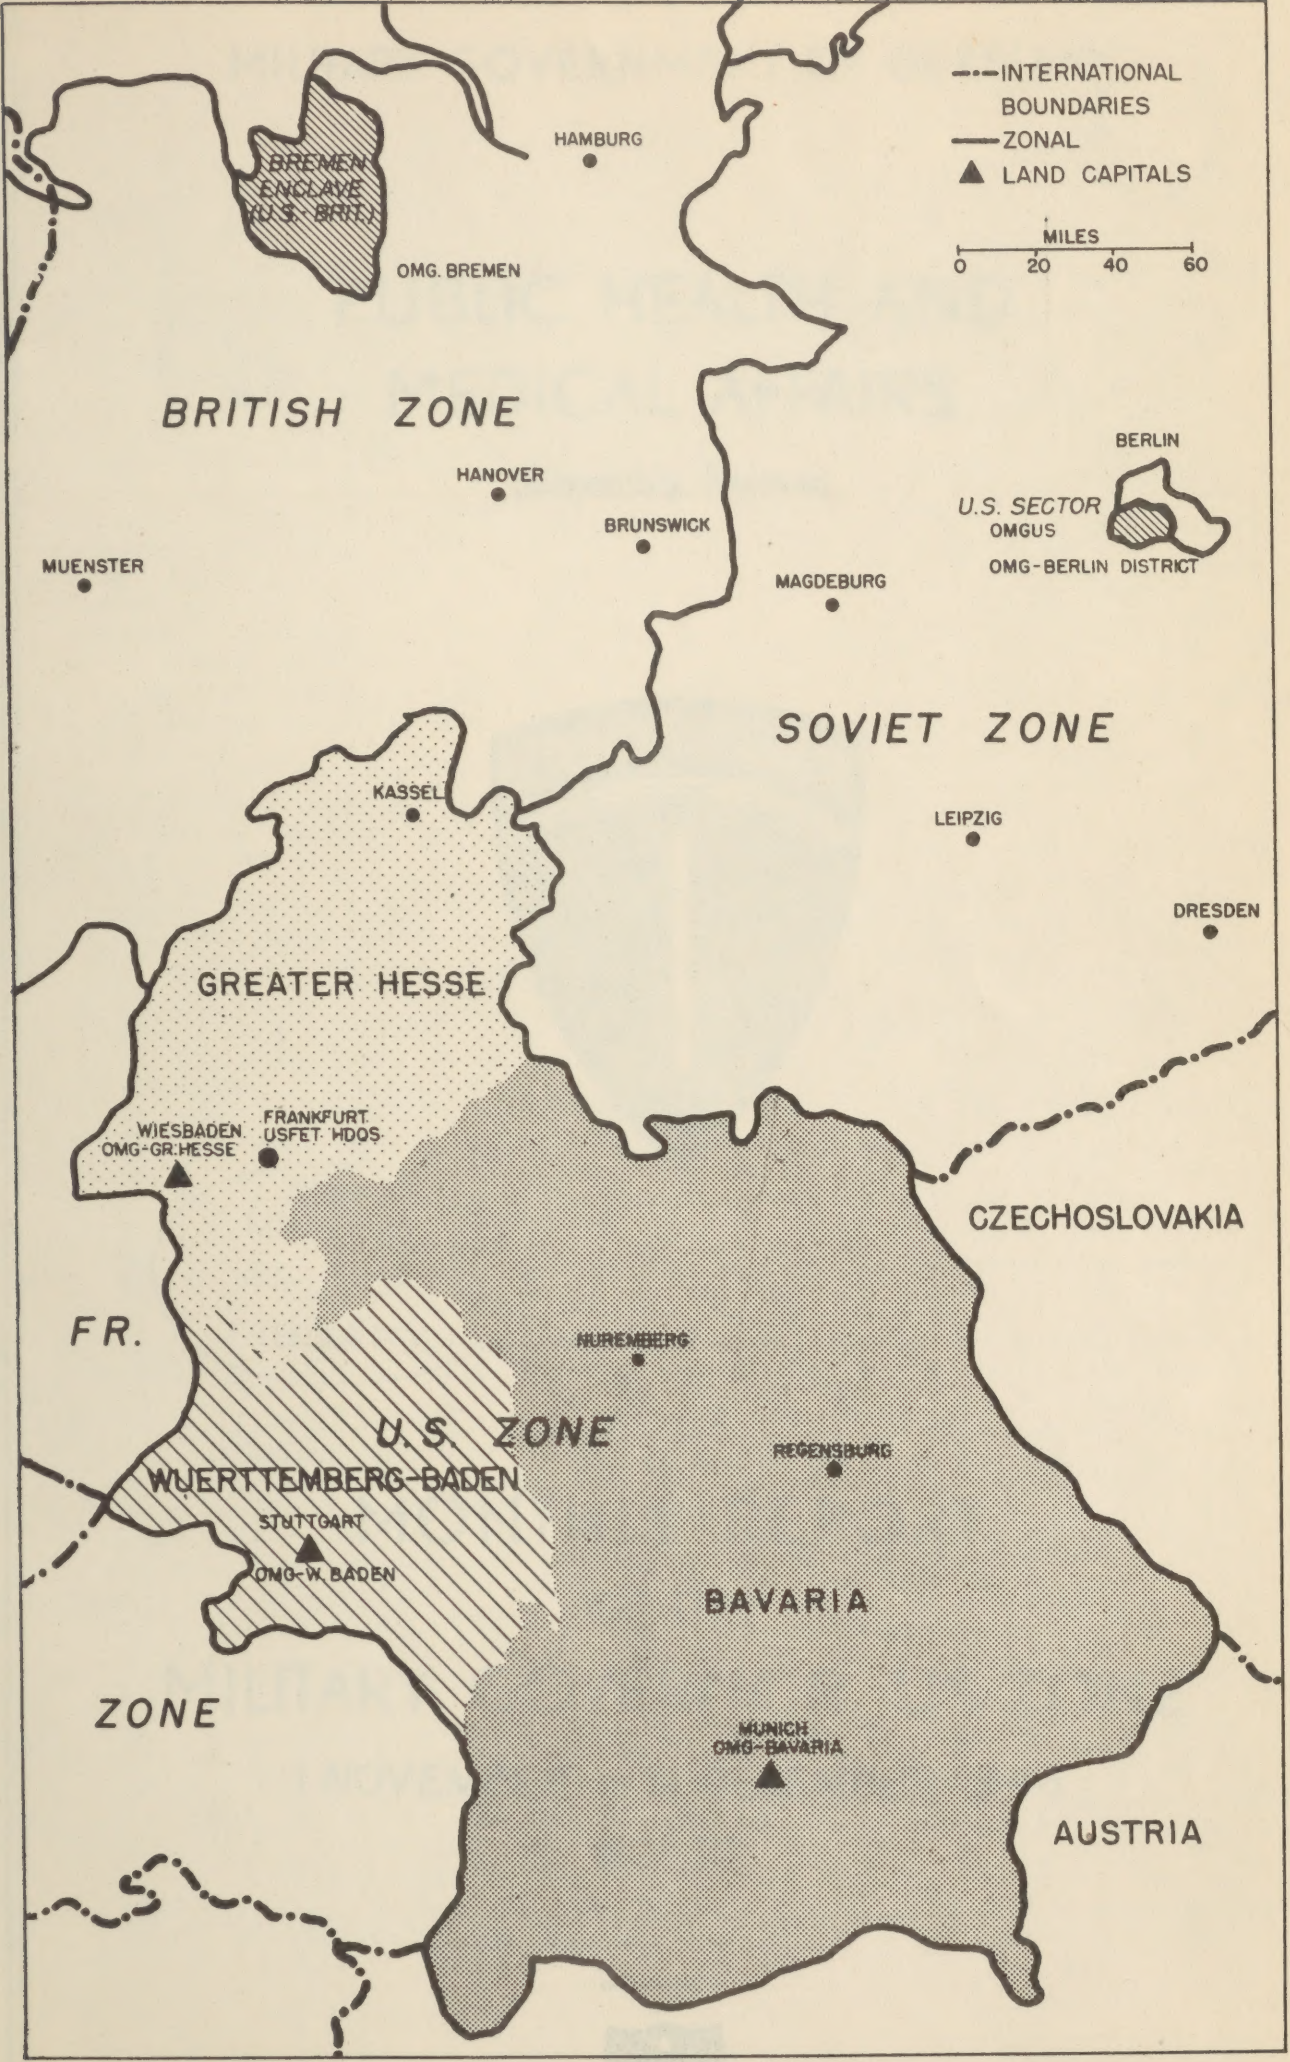 INTERNATIONAL
BOUNDARIES
ZONAL
LAND CAPITALS
MILES
0 20 40 60
HAMBURG
BREMEN
ENCLAVE
(U.S.-BRIT.)
OMG. BREMEN
BRITISH ZONE
HANOVER
BRUNSWICK
MUENSTER
BERLIN
U.S. SECTOR
OMGUS
OMG-BERLIN DISTRICT
MAGDEBURG
SOVIET ZONE
KASSEL
LEIPZIG
DRESDEN
GREATER HESSE
FRANKFURT
USFET HDQS
WIESBADEN
OMG-GR.HESSE
CZECHOSLOVAKIA
FR.
NUREMBERG
U.S. ZONE
REGENSBURG
WUERTTEMBERG-BADEN
STUTTGART
OMG-W. BADEN
BAVARIA
ZONE
MUNICH
OMG-BAVARIA
AUSTRIA